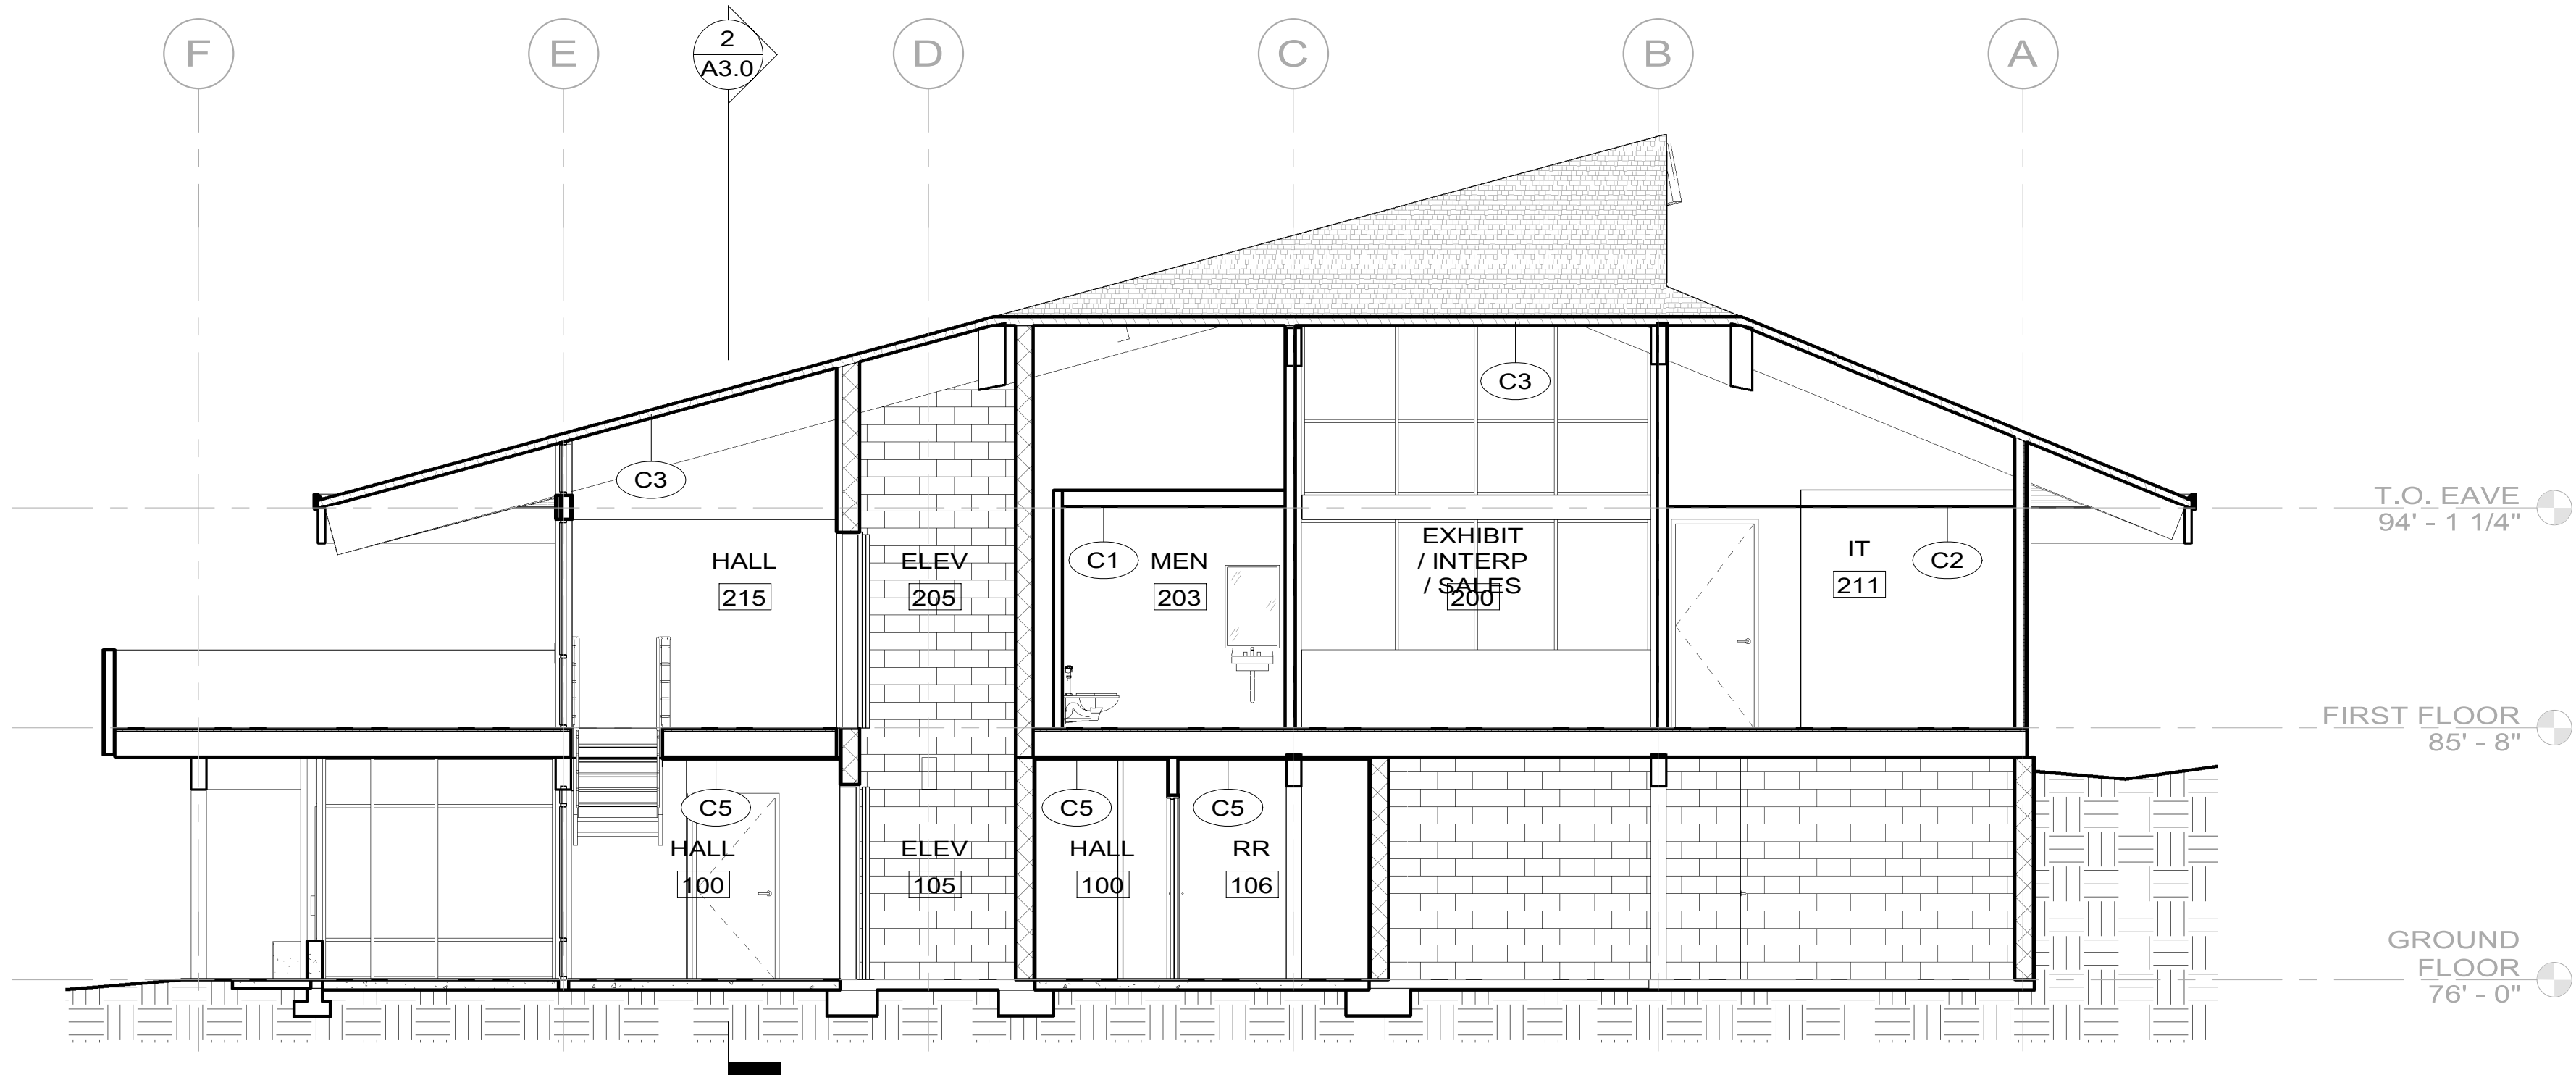 F
E
2
A3.0
D
C
B
A
C3
C3
T.O. EAVE
94' - 1 1/4"
HALL
215
ELEV
205
C1
MEN
203
EXHIBIT
/ INTERP
/ SALES
200
IT
211
C2
FIRST FLOOR
85' - 8"
C5
C5
C5
HALL
100
ELEV
105
HALL
100
RR
106
GROUND
FLOOR
76' - 0"